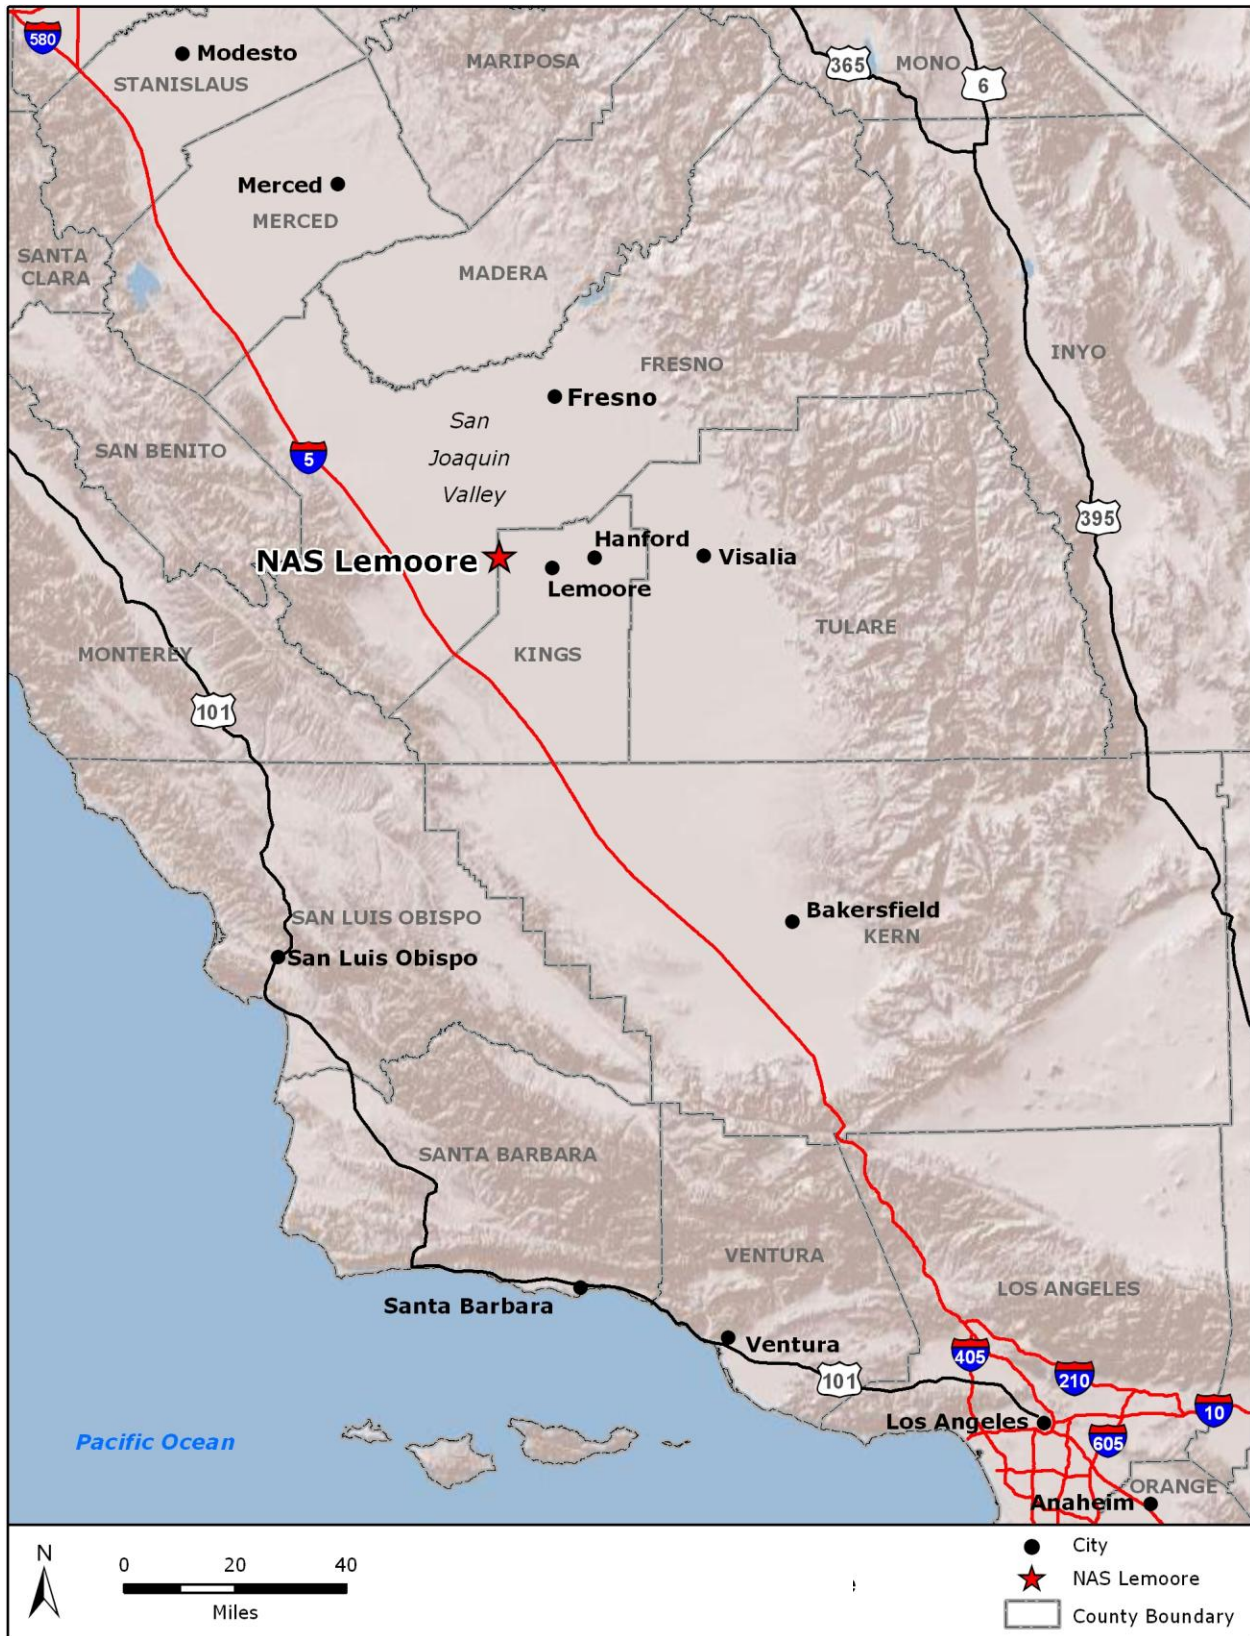 580
Modesto
STANISLAUS
MARIPOSA
365
MONO
6
Merced
MERCED
SANTA
CLARA
MADERA
INYO
FRESNO
Fresno
San
Joaquin
Valley
SAN BENITO
5
395
NAS Lemoore
Hanford
Lemoore
Visalia
TULARE
MONTEREY
KINGS
101
Bakersfield
KERN
SAN LUIS OBISPO
San Luis Obispo
SANTA BARBARA
VENTURA
LOS ANGELES
Santa Barbara
Ventura
405
101
210
10
Los Angeles
605
Pacific Ocean
ORANGE
Anaheim
N
0 20 40
Miles
City
NAS Lemoore
County Boundary